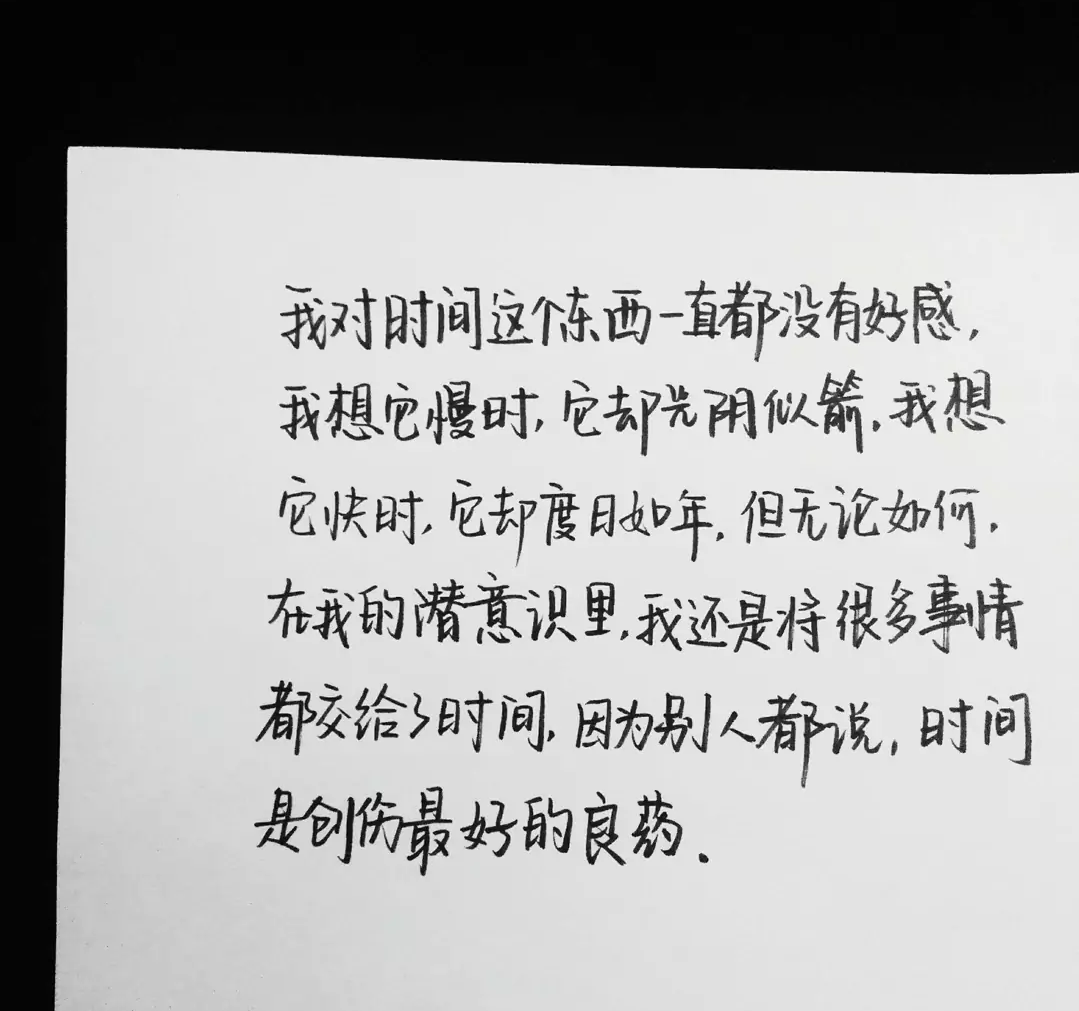 我对时间这个东西一直都没有好感,
我想它慢时,它却光阴似箭.我想
它快时,它却度日如年.但无论如何.
在我的潜意识里,我还是将很多事情
都交给了时间,因为别人都说,时间
是创伤最好的良药.